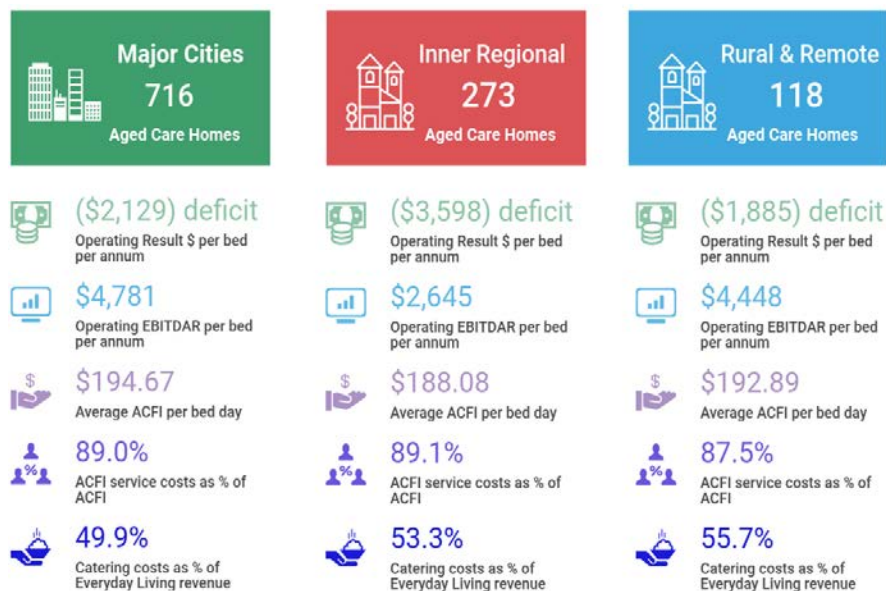 Major Cities
716
Aged Care Homes
($2,129) deficit
Operating Result $ per bed
per annum
$4,781
Operating EBITDAR per bed
per annum
$
$194.67
Average ACFI per bed day
%
89.0%
ACFI service costs as % of
ACFI
49.9%
Catering costs as % of
Everyday Living revenue
Inner Regional
273
Aged Care Homes
($3,598) deficit
Operating Result $ per bed
per annum
$2,645
Operating EBITDAR per bed
per annum
$
$188.08
Average ACFI per bed day
%
89.1%
ACFI service costs as % of
ACFI
53.3%
Catering costs as % of
Everyday Living revenue
Rural & Remote
118
Aged Care Homes
($1,885) deficit
Operating Result $ per bed
per annum
$4,448
Operating EBITDAR per bed
per annum
$
$192.89
Average ACFI per bed day
%
87.5%
ACFI service costs as % of
ACFI
55.7%
Catering costs as % of
Everyday Living revenue